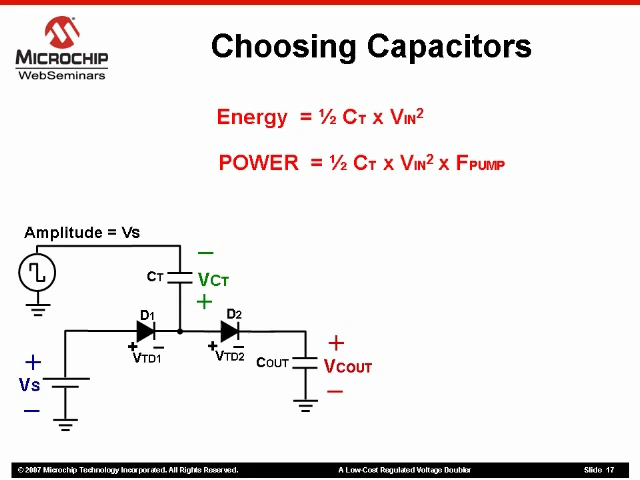 MICROCHIP
WebSeminars
Choosing Capacitors
Energy = ½ CT x VIN²
POWER = ½ CT x VIN² x FPUMP
Amplitude = Vs
CT
–
VCT
+
D1
D2
+ –
VTD1
+ –
VTD2
COUT
+
VCOUT
–
+
Vs
–
© 2007 Microchip Technology Incorporated. All Rights Reserved. A Low-Cost Regulated Voltage Doubler Slide 17